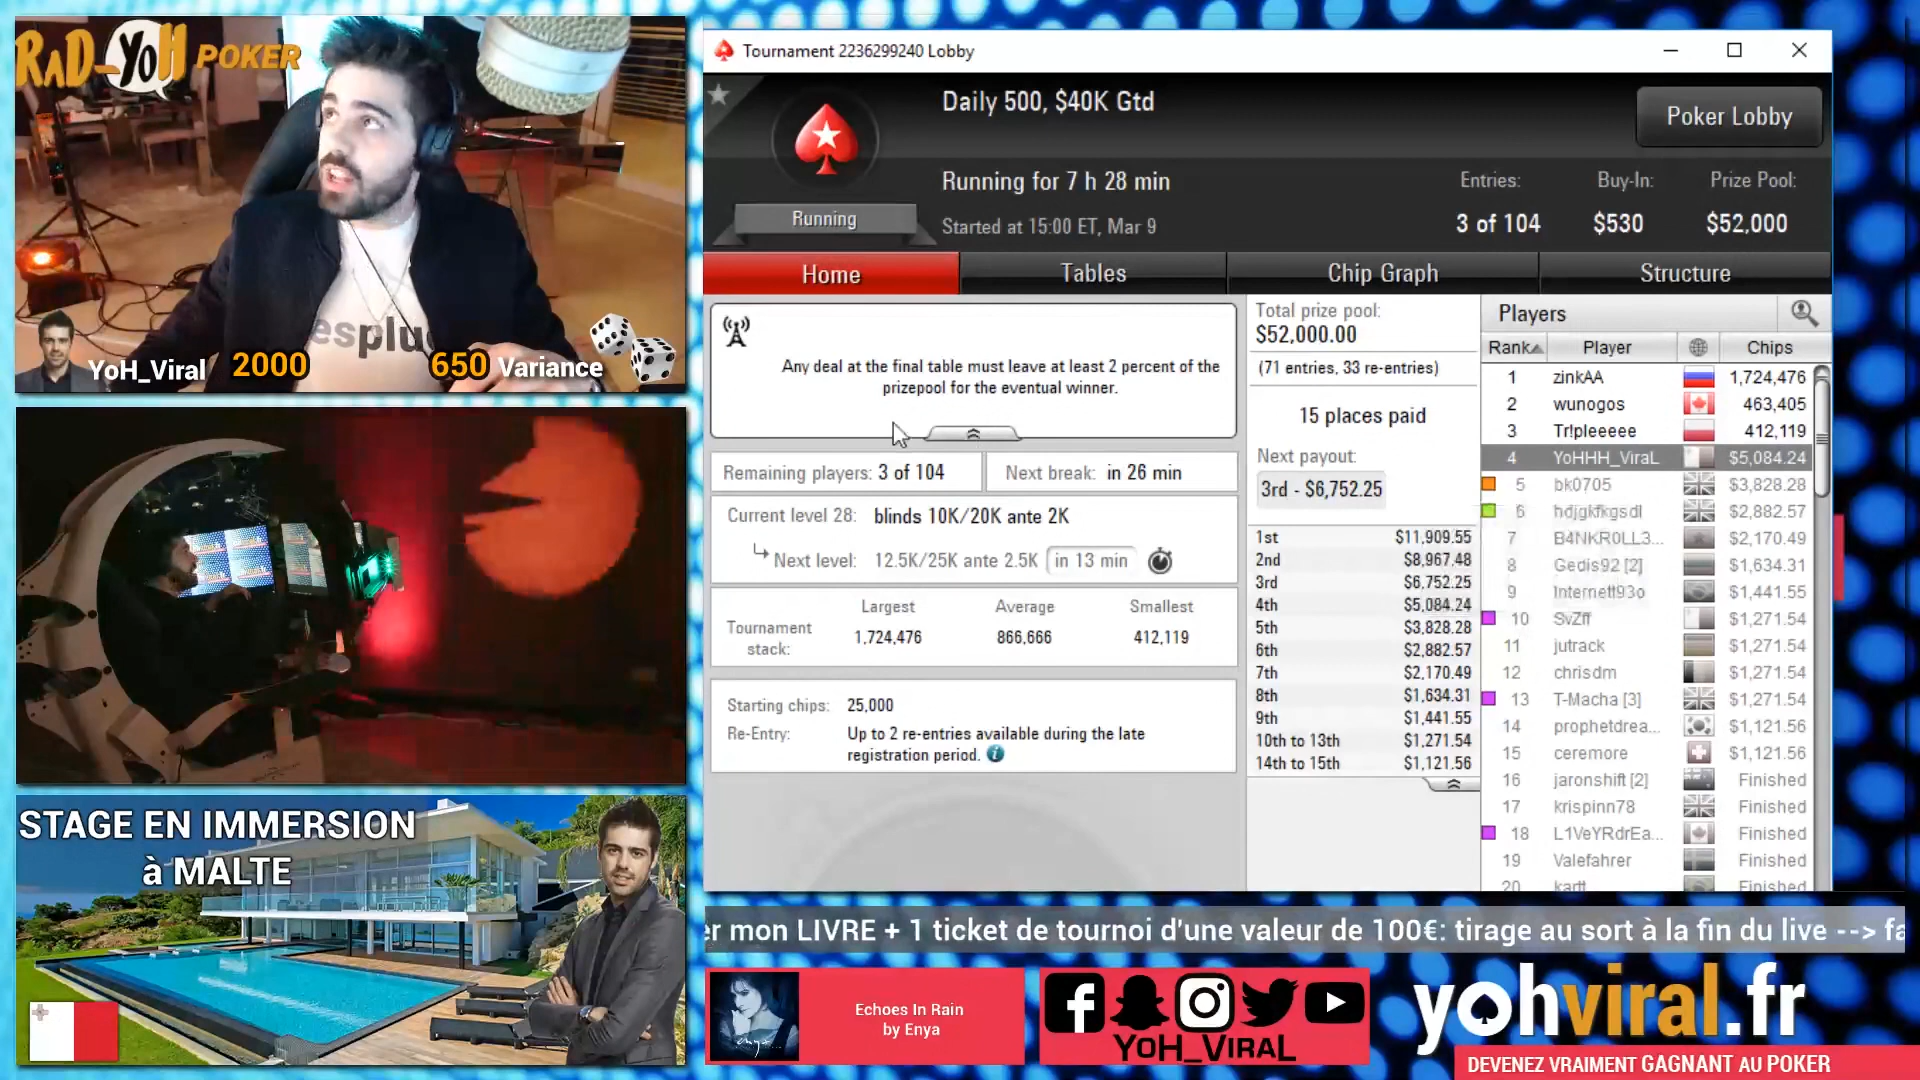 RAD-YoH POKER
YoH_Viral 2000 650 Variance
esplu
STAGE EN IMMERSION
à MALTE
Tournament 2236299240 Lobby
Daily 500, $40K Gtd
Poker Lobby
Running
Running for 7 h 28 min
Started at 15:00 ET, Mar 9
Entries: Buy-In: Prize Pool:
3 of 104 $530 $52,000
Home Tables Chip Graph Structure
Any deal at the final table must leave at least 2 percent of the
prizepool for the eventual winner.
Remaining players: 3 of 104 Next break: in 26 min
Current level 28: blinds 10K/20K ante 2K
Next level: 12.5K/25K ante 2.5K in 13 min
Largest Average Smallest
Tournament
stack: 1,724,476 866,666 412,119
Starting chips: 25,000
Re-Entry: Up to 2 re-entries available during the late
registration period.
Total prize pool:
$52,000.00
(71 entries, 33 re-entries)
15 places paid
Next payout:
3rd - $6,752.25
1st $11,909.55
2nd $8,967.48
3rd $6,752.25
4th $5,084.24
5th $3,828.28
6th $2,882.57
7th $2,170.49
8th $1,634.31
9th $1,441.55
10th to 13th $1,271.54
14th to 15th $1,121.56
Players
Rank Player Chips
1 zinkAA 1,724,476
2 wunogos 463,405
3 Tr!pleeeee 412,119
4 YoHHH_ViraL $5,084.24
5 bk0705 $3,828.28
6 hdjgkfkgsdl $2,882.57
7 B4NKR0LL3... $2,170.49
8 Gedis92 [2] $1,634.31
9 Internett93o $1,441.55
10 SvZff $1,271.54
11 jutrack $1,271.54
12 chrisdm $1,271.54
13 T-Macha [3] $1,271.54
14 prophetdrea... $1,121.56
15 ceremore $1,121.56
16 jaronshift [2] Finished
17 krispinn78 Finished
18 L1VeYRdrEa... Finished
19 Valefahrer Finished
20 kartt Finished
er mon LIVRE + 1 ticket de tournoi d'une valeur de 100€: tirage au sort à la fin du live --> fa
enya
Echoes In Rain
by Enya
YoH_ViraL
yohviral.fr
DEVENEZ VRAIMENT GAGNANT AU POKER